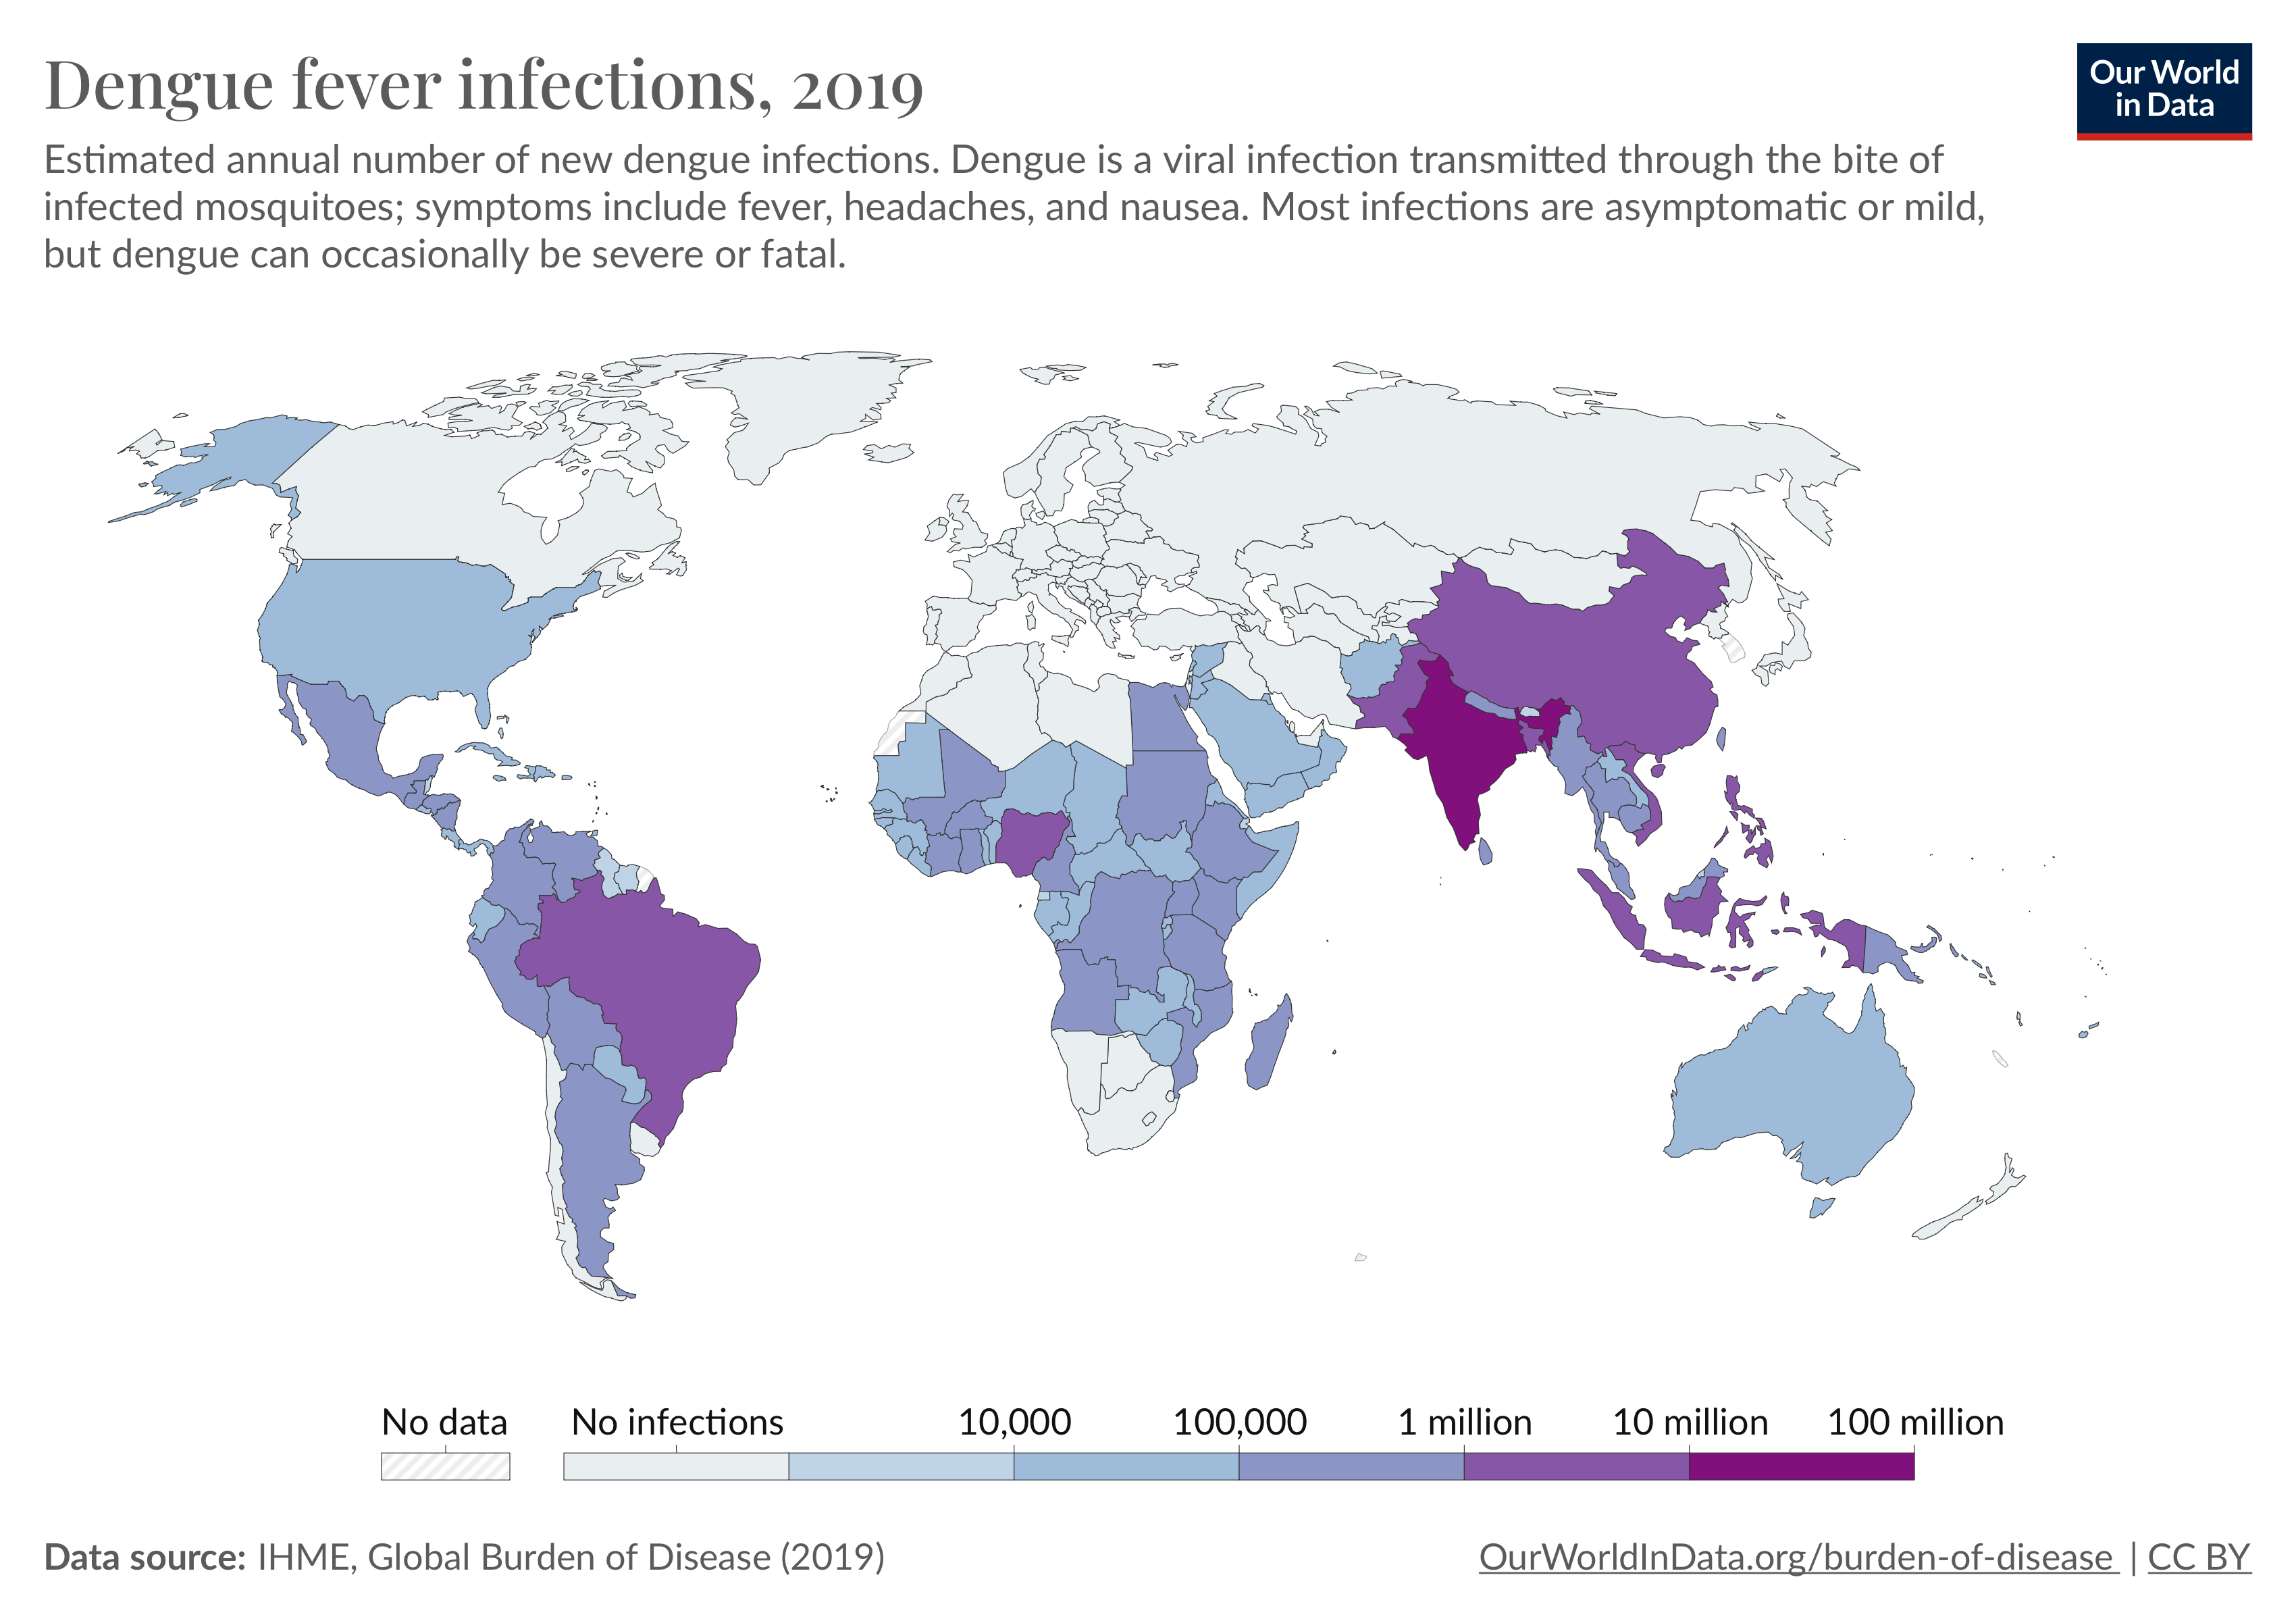 Dengue fever infections, 2019
Our World
in Data
Estimated annual number of new dengue infections. Dengue is a viral infection transmitted through the bite of
infected mosquitoes; symptoms include fever, headaches, and nausea. Most infections are asymptomatic or mild,
but dengue can occasionally be severe or fatal.
No data
No infections
10,000
100,000
1 million
10 million
100 million
Data source: IHME, Global Burden of Disease (2019)
OurWorldInData.org/burden-of-disease | CC BY